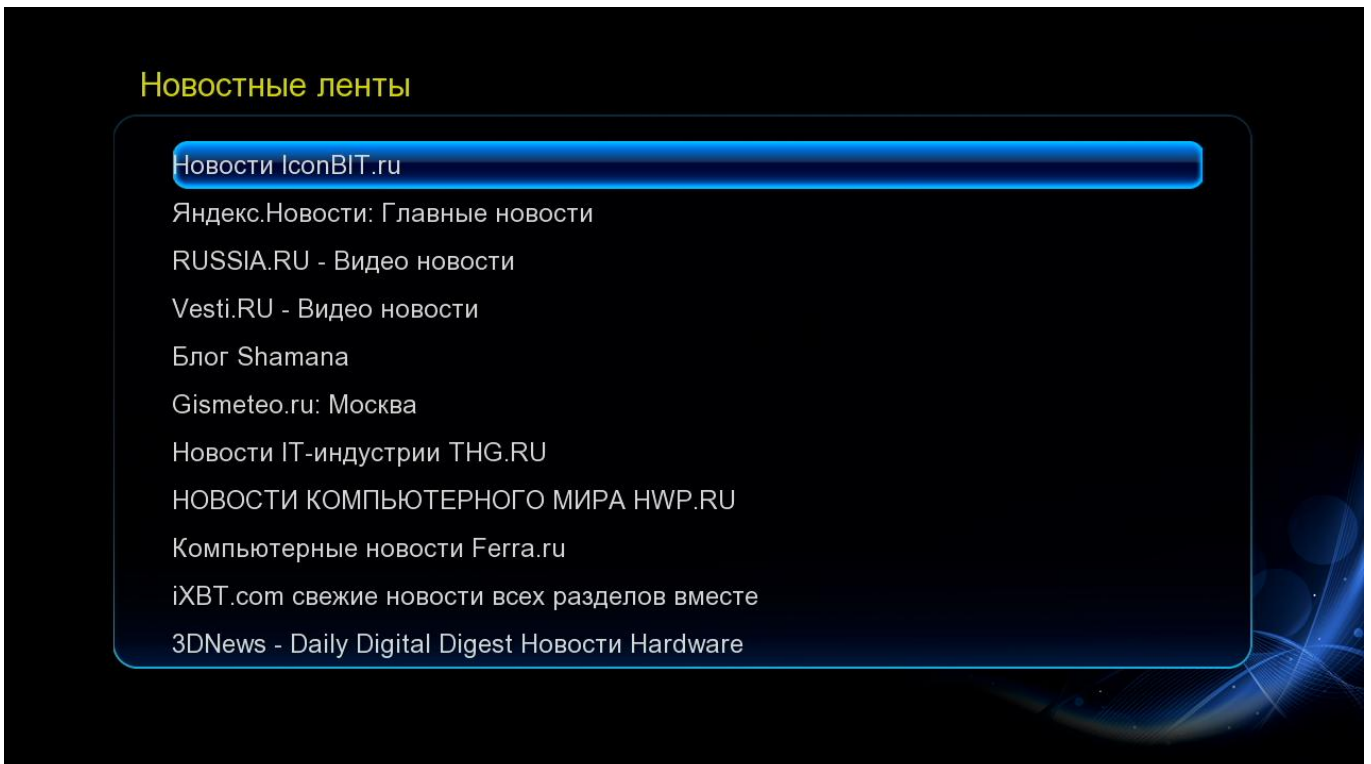 Новостные ленты
Новости IconBIT.ru
Яндекс.Новости: Главные новости
RUSSIA.RU - Видео новости
Vesti.RU - Видео новости
Блог Shamana
Gismeteo.ru: Москва
Новости IT-индустрии THG.RU
НОВОСТИ КОМПЬЮТЕРНОГО МИРА HWP.RU
Компьютерные новости Ferra.ru
iXBT.com свежие новости всех разделов вместе
3DNews - Daily Digital Digest Новости Hardware